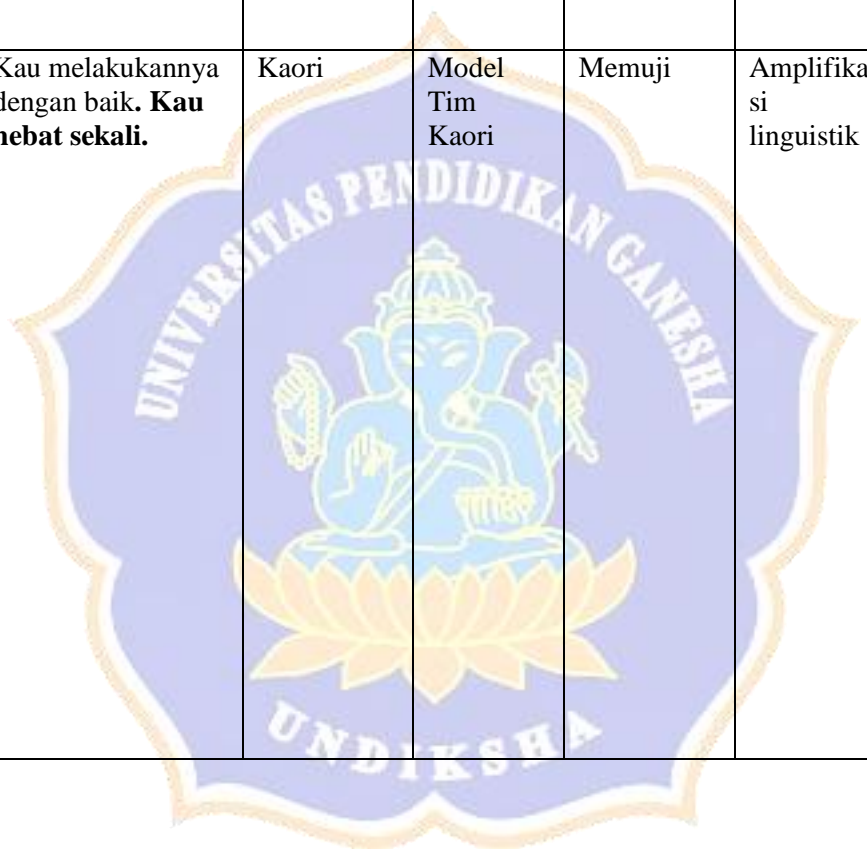 Kau melakukannya
dengan baik. Kau
hebat sekali.
Kaori
Model
Tim
Kaori
Memuji
Amplifika
si
linguistik
UNIVERSITAS PENDIDIKAN GANESHA
UNDIKSHA